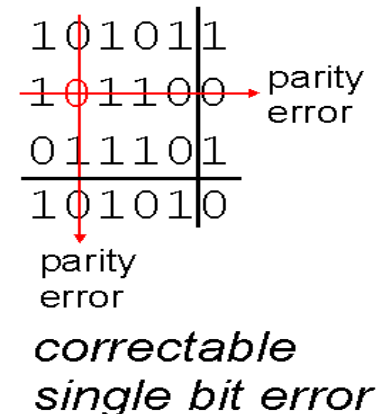 101011
101100 parity
error
011101
101010
parity
error
correctable
single bit error